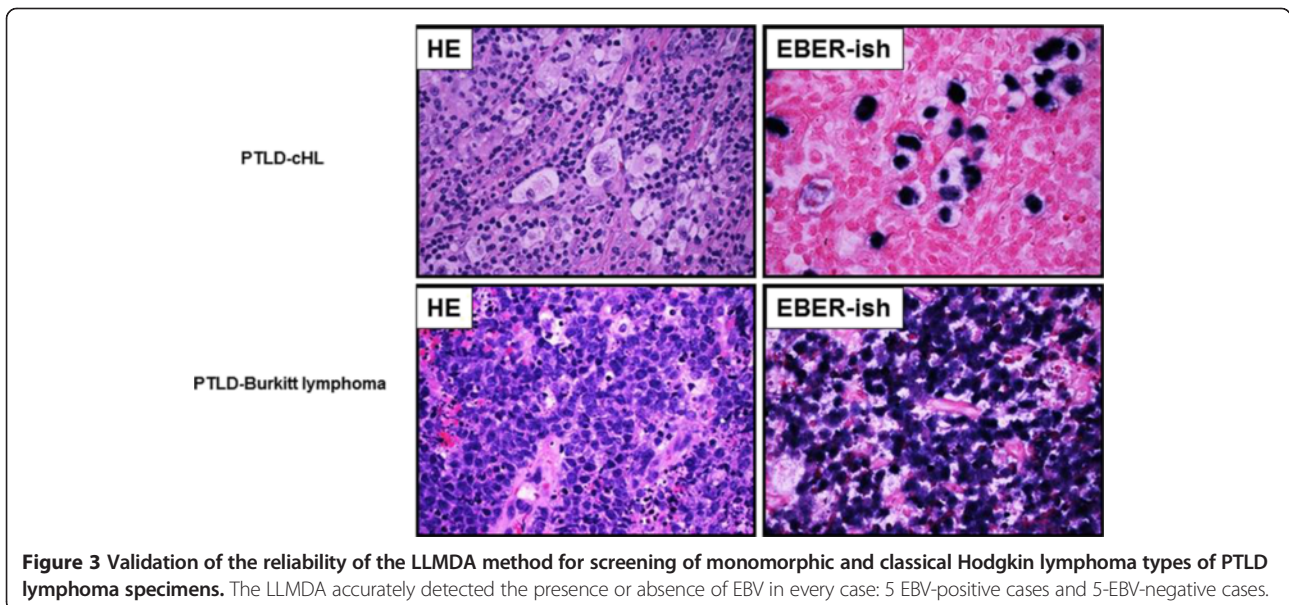 HE
EBER-ish
PTLD-cHL
HE
EBER-ish
PTLD-Burkitt lymphoma
Figure 3 Validation of the reliability of the LLMDA method for screening of monomorphic and classical Hodgkin lymphoma types of PTLD
lymphoma specimens. The LLMDA accurately detected the presence or absence of EBV in every case: 5 EBV-positive cases and 5-EBV-negative cases.